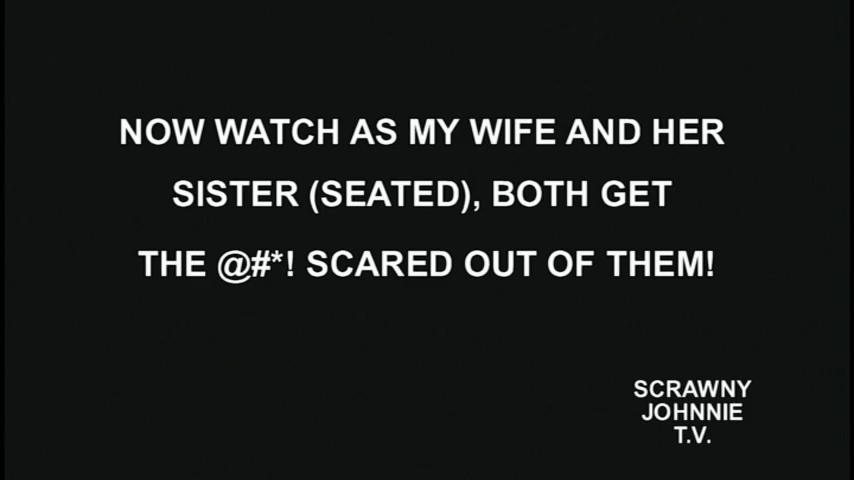 NOW WATCH AS MY WIFE AND HER
SISTER (SEATED), BOTH GET
THE @#*! SCARED OUT OF THEM!
SCRAWNY
JOHNNIE
T.V.